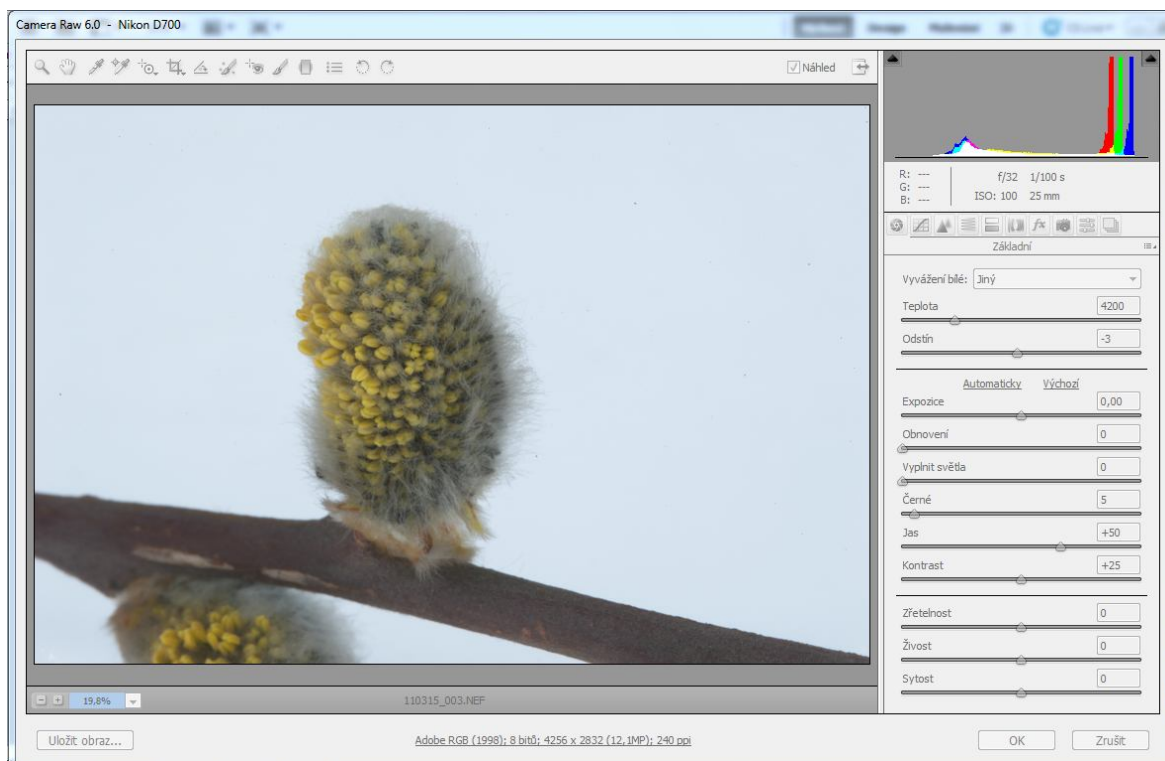 Camera Raw 6.0 - Nikon D700
Náhled
R: ---
G: ---
B: ---
f/32 1/100 s
ISO: 100 25 mm
fx
Základní
Vyvážení bílé: Jiný
Teplota 4200
Odstín -3
Automaticky Výchozí
Expozice 0,00
Obnovení 0
Vyplnit světla 0
Černé 5
Jas +50
Kontrast +25
Zřetelnost 0
Živost 0
Sytost 0
19,8%
110315_003.NEF
Uložit obraz...
Adobe RGB (1998); 8 bitů; 4256 x 2832 (12,1MP); 240 ppi
OK
Zrušit